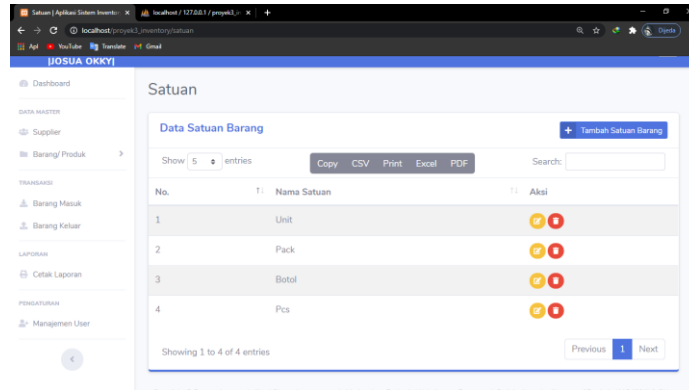 Satuan | Aplikasi Sistem Inventor
localhost / 127.0.0.1 / proyek3_in
localhost/proyek3_inventory/satuan
Dijeda
Apl
YouTube
Translate
Gmail
|JOSUA OKKY|
Dashboard
DATA MASTER
Supplier
Barang/ Produk
TRANSAKSI
Barang Masuk
Barang Keluar
LAPORAN
Cetak Laporan
PENGATURAN
Manajemen User
Satuan
Data Satuan Barang
+ Tambah Satuan Barang
Show 5 entries
Copy CSV Print Excel PDF
Search:
No. Nama Satuan Aksi
1 Unit
2 Pack
3 Botol
4 Pcs
Showing 1 to 4 of 4 entries
Previous 1 Next